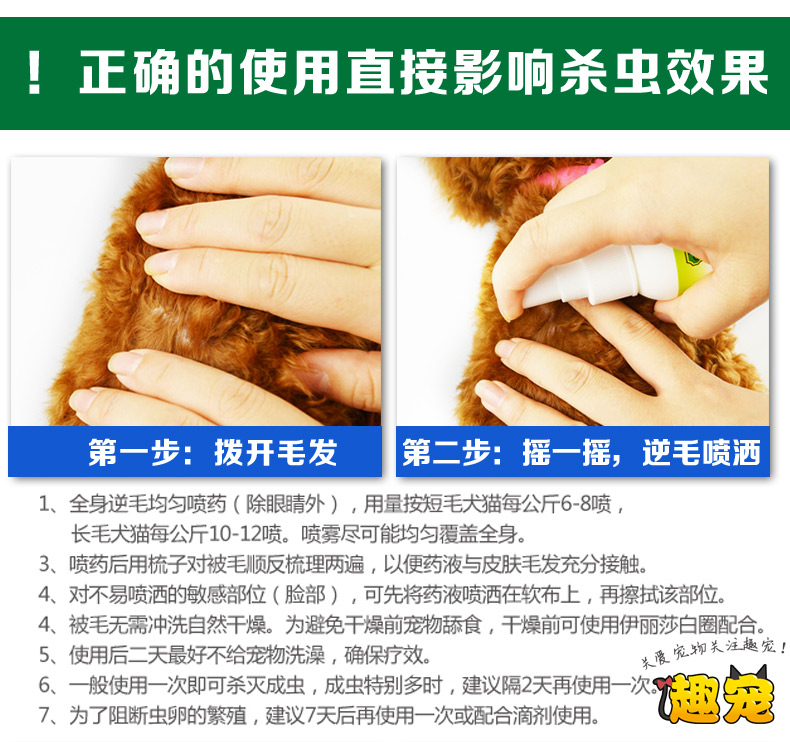 ！正确的使用直接影响杀虫效果
第一步：拨开毛发
第二步：摇一摇，逆毛喷洒
1、全身逆毛均匀喷药（除眼睛外），用量按短毛犬猫每公斤6-8喷，
长毛犬猫每公斤10-12喷。喷雾尽可能均匀覆盖全身。
3、喷药后用梳子对被毛顺反梳理两遍，以便药液与皮肤毛发充分接触。
4、对不易喷洒的敏感部位（脸部），可先将药液喷洒在软布上，再擦拭该部位。
4、被毛无需冲洗自然干燥。为避免干燥前宠物舔食，干燥前可使用伊丽莎白圈配合。
5、使用后二天最好不给宠物洗澡，确保疗效。
6、一般使用一次即可杀灭成虫，成虫特别多时，建议隔2天再使用一次。
7、为了阻断虫卵的繁殖，建议7天后再使用一次或配合滴剂使用。
关爱宠物关注趣宠！
趣宠